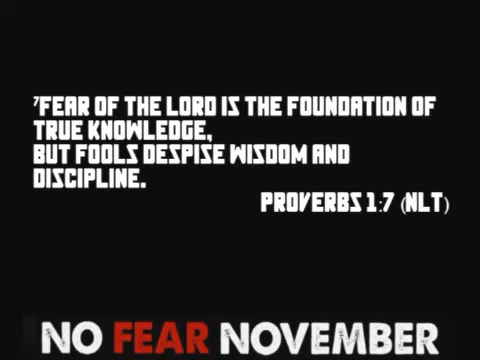 ⁷FEAR OF THE LORD IS THE FOUNDATION OF
TRUE KNOWLEDGE,
BUT FOOLS DESPISE WISDOM AND
DISCIPLINE.
PROVERBS 1:7 (NLT)
NO FEAR NOVEMBER